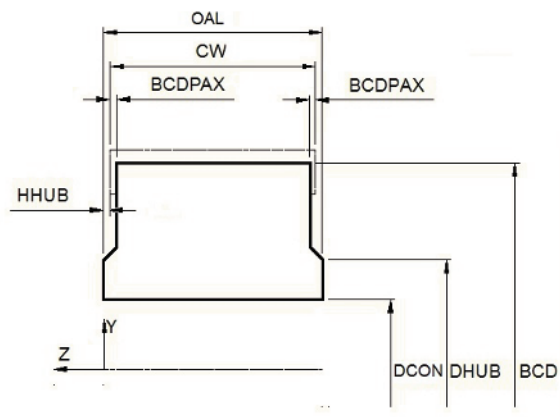 OAL
CW
BCDPAX BCDPAX
HHUB
Y
Z
DCON DHUB BCD